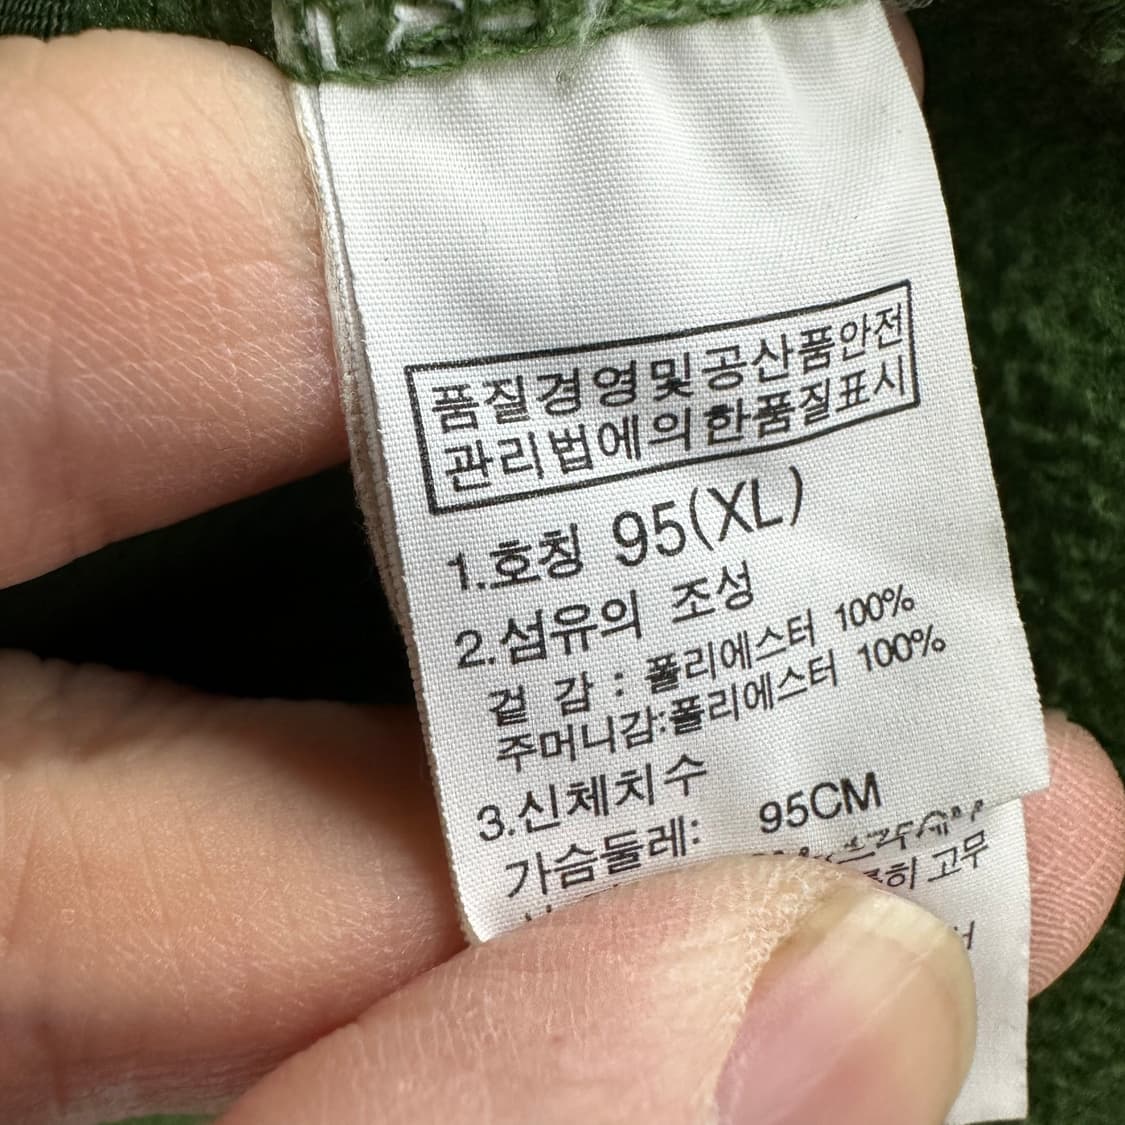 품질경영및공산품안전
관리법에의한품질표시
1.호칭 95(XL)
2.섬유의 조성
겉 감 : 폴리에스터 100%
주머니감:폴리에스터 100%
3.신체치수
가슴둘레: 95CM
고무